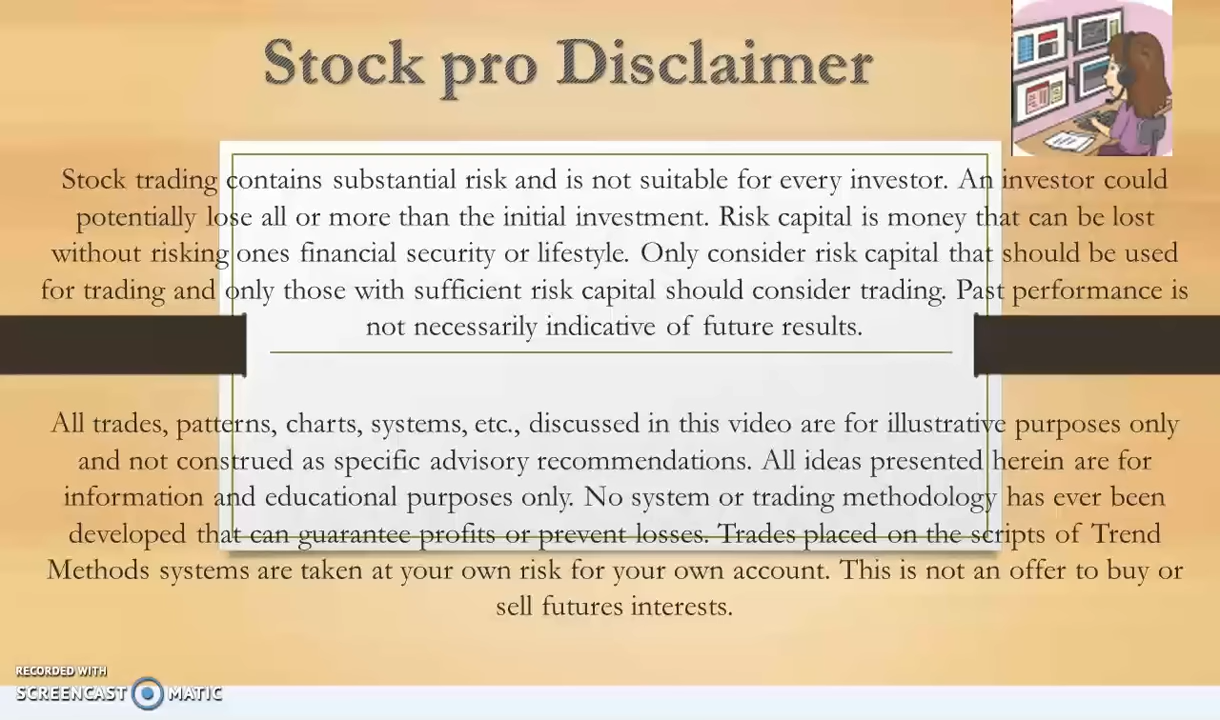 Stock pro Disclaimer
Stock trading contains substantial risk and is not suitable for every investor. An investor could
potentially lose all or more than the initial investment. Risk capital is money that can be lost
without risking ones financial security or lifestyle. Only consider risk capital that should be used
for trading and only those with sufficient risk capital should consider trading. Past performance is
not necessarily indicative of future results.
All trades, patterns, charts, systems, etc., discussed in this video are for illustrative purposes only
and not construed as specific advisory recommendations. All ideas presented herein are for
information and educational purposes only. No system or trading methodology has ever been
developed that can guarantee profits or prevent losses. Trades placed on the scripts of Trend
Methods systems are taken at your own risk for your own account. This is not an offer to buy or
sell futures interests.
RECORDED WITH
SCREENCAST MATIC